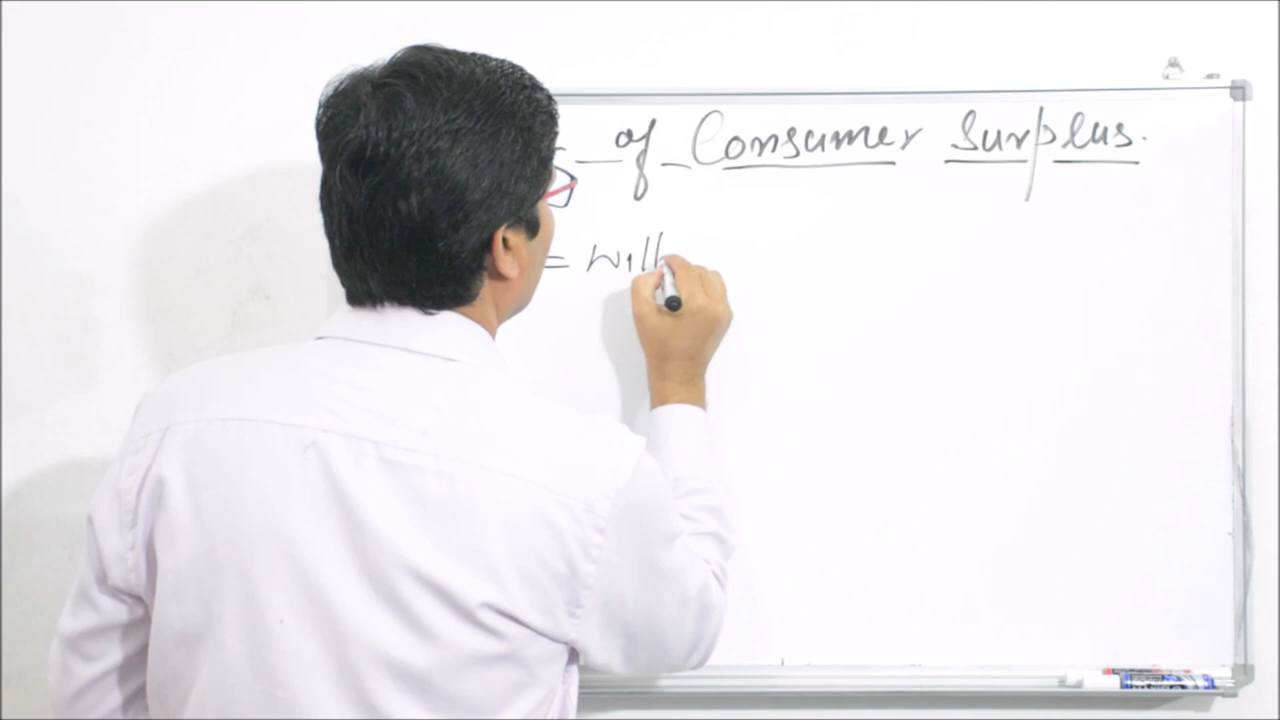 of Consumer Surplus.
= Will